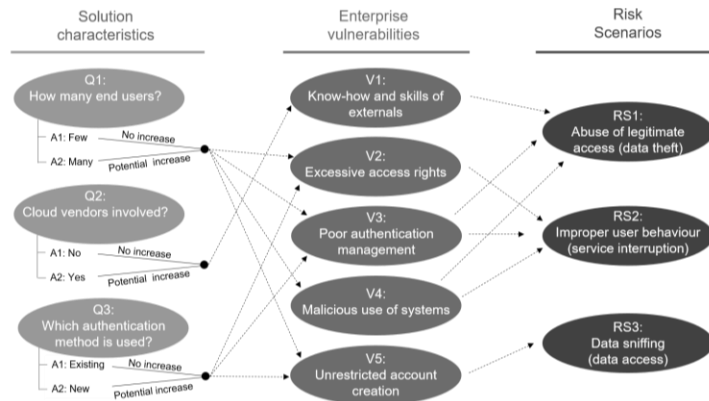 Solution
characteristics
Enterprise
vulnerabilities
Risk
Scenarios
Q1:
How many end users?
A1: Few
No increase
A2: Many
Potential increase
Q2:
Cloud vendors involved?
A1: No
No increase
A2: Yes
Potential increase
Q3:
Which authentication
method is used?
A1: Existing
No increase
A2: New
Potential increase
V1:
Know-how and skills of
externals
V2:
Excessive access rights
V3:
Poor authentication
management
V4:
Malicious use of systems
V5:
Unrestricted account
creation
RS1:
Abuse of legitimate
access (data theft)
RS2:
Improper user behaviour
(service interruption)
RS3:
Data sniffing
(data access)